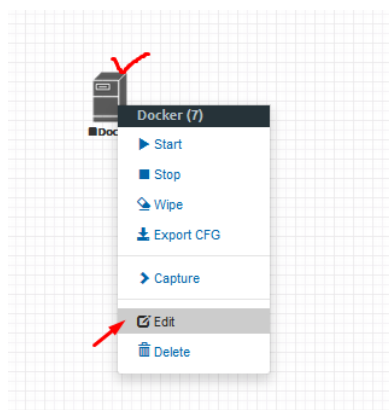 Docker (7)
Doc
Start
Stop
Wipe
Export CFG
Capture
Edit
Delete